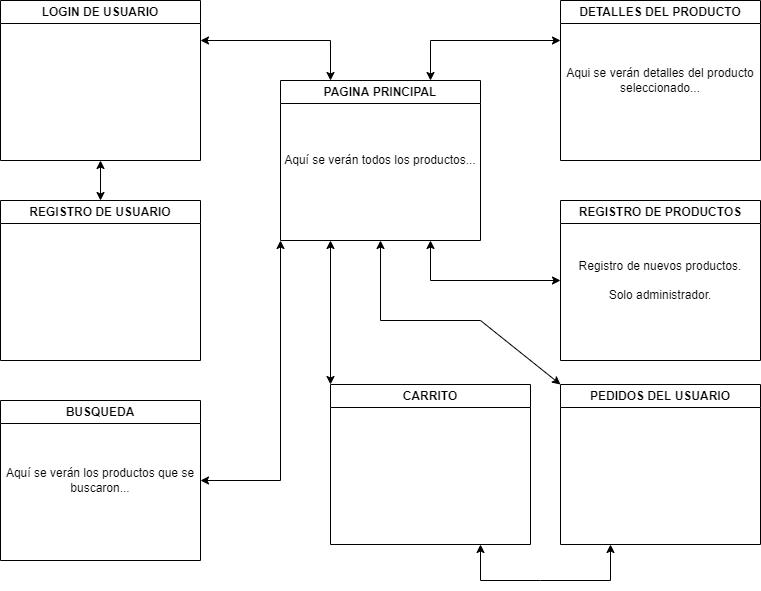 LOGIN DE USUARIO
DETALLES DEL PRODUCTO
Aqui se verán detalles del producto
seleccionado...
PAGINA PRINCIPAL
Aquí se verán todos los productos...
REGISTRO DE USUARIO
REGISTRO DE PRODUCTOS
Registro de nuevos productos.
Solo administrador.
BUSQUEDA
Aquí se verán los productos que se
buscaron...
CARRITO
PEDIDOS DEL USUARIO